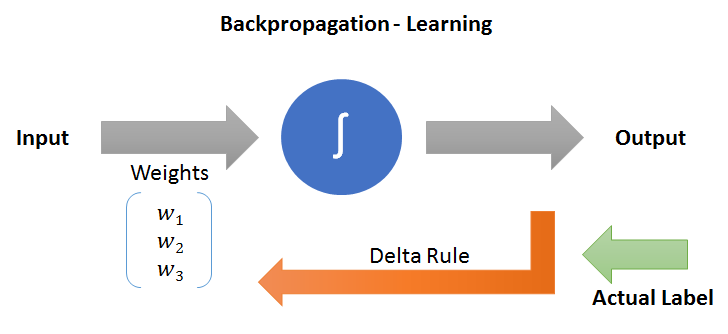 Backpropagation - Learning
Input
∫
Output
Weights
w₁
w₂
w₃
Delta Rule
Actual Label